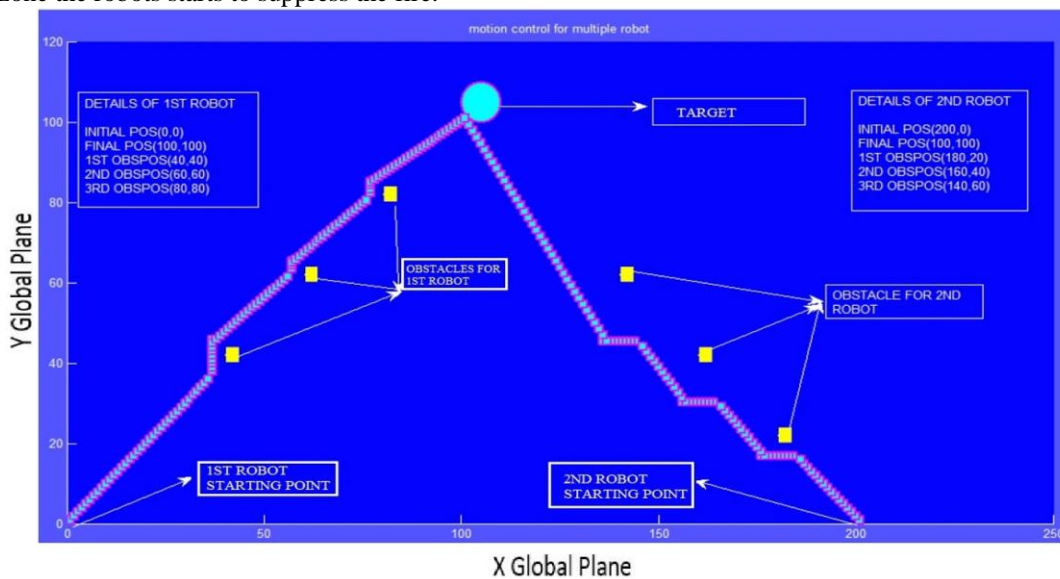 zone the robots starts to suppress the fire.
motion control for multiple robot
120
100
80
60
40
20
0
Y Global Plane
DETAILS OF 1ST ROBOT
INITIAL POS(0,0)
FINAL POS(100,100)
1ST OBSPOS(40,40)
2ND OBSPOS(60,60)
3RD OBSPOS(80,80)
TARGET
DETAILS OF 2ND ROBOT
INITIAL POS(200,0)
FINAL POS(100,100)
1ST OBSPOS(180,20)
2ND OBSPOS(160,40)
3RD OBSPOS(140,60)
OBSTACLES FOR
1ST ROBOT
OBSTACLE FOR 2ND
ROBOT
1ST ROBOT
STARTING POINT
2ND ROBOT
STARTING POINT
0
50
100
150
200
250
X Global Plane